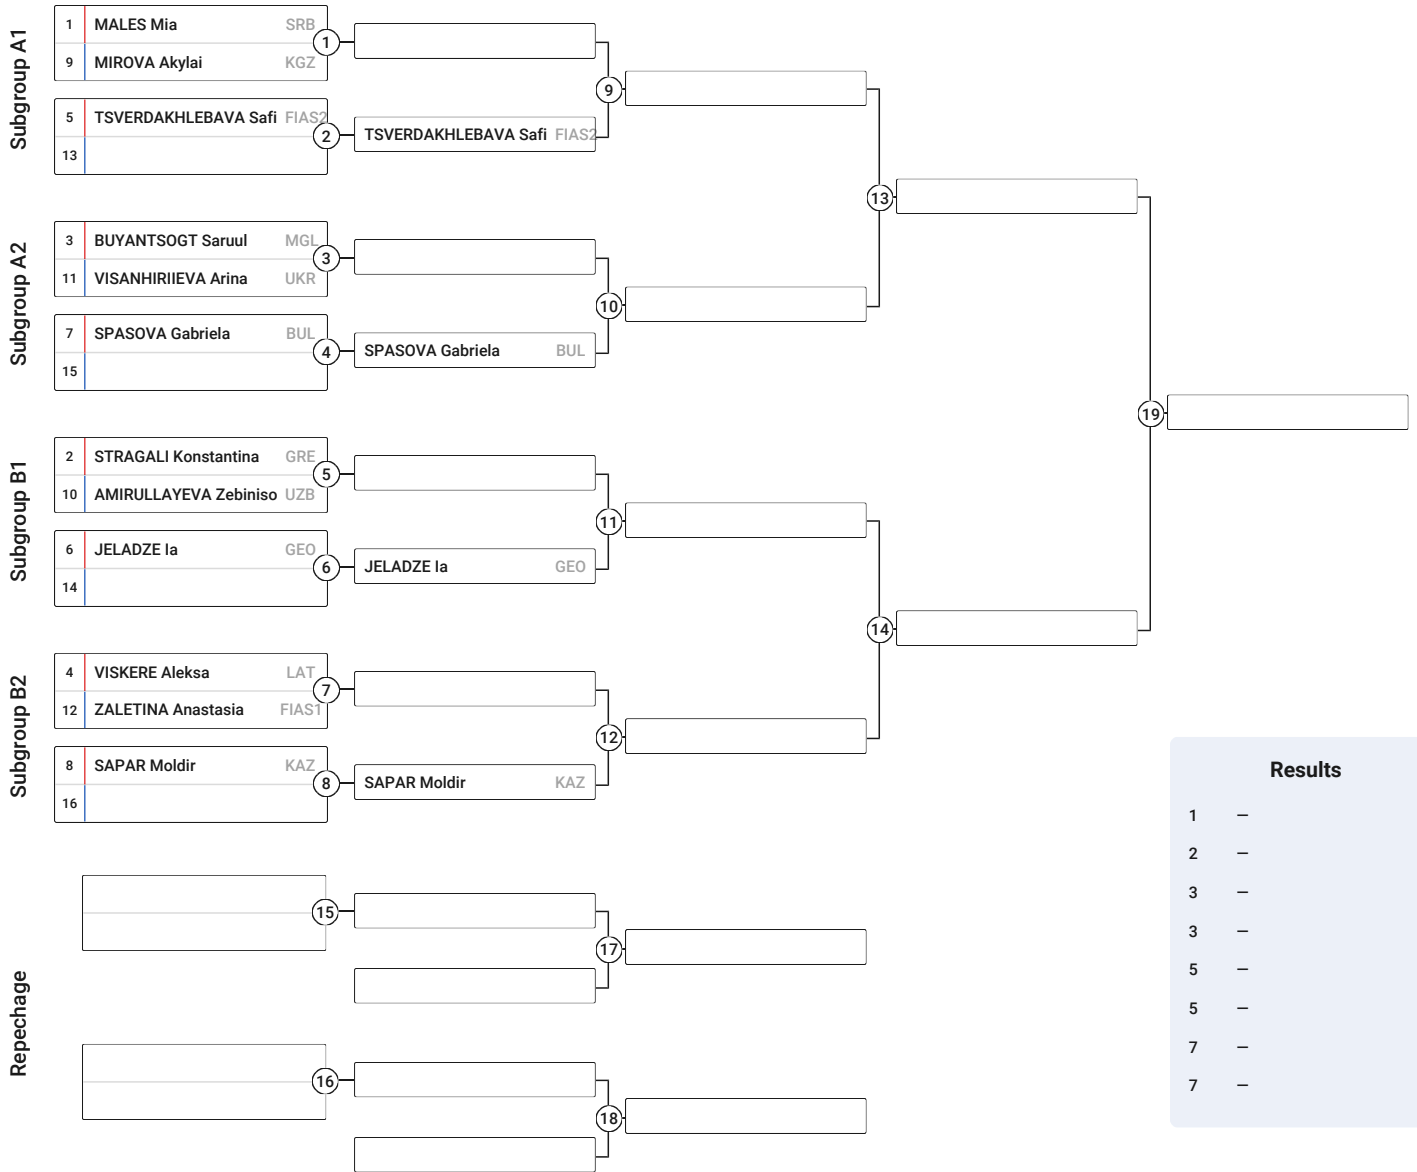 Subgroup A1
1 MALES Mia SRB
9 MIROVA Akylai KGZ
1
5 TSVERDAKHLEBAVA Safi FIAS2
13
2
TSVERDAKHLEBAVA Safi FIAS2
9
Subgroup A2
3 BUYANTSOGT Saruul MGL
11 VISANHIRIIEVA Arina UKR
3
7 SPASOVA Gabriela BUL
15
4
SPASOVA Gabriela BUL
10
13
Subgroup B1
2 STRAGALI Konstantina GRE
10 AMIRULLAYEVA Zebiniso UZB
5
6 JELADZE Ia GEO
14
6
JELADZE Ia GEO
11
Subgroup B2
4 VISKERE Aleksa LAT
12 ZALETINA Anastasia FIAS1
7
8 SAPAR Moldir KAZ
16
8
SAPAR Moldir KAZ
12
14
19
Repechage
15
17
16
18
Results
1 –
2 –
3 –
3 –
5 –
5 –
7 –
7 –